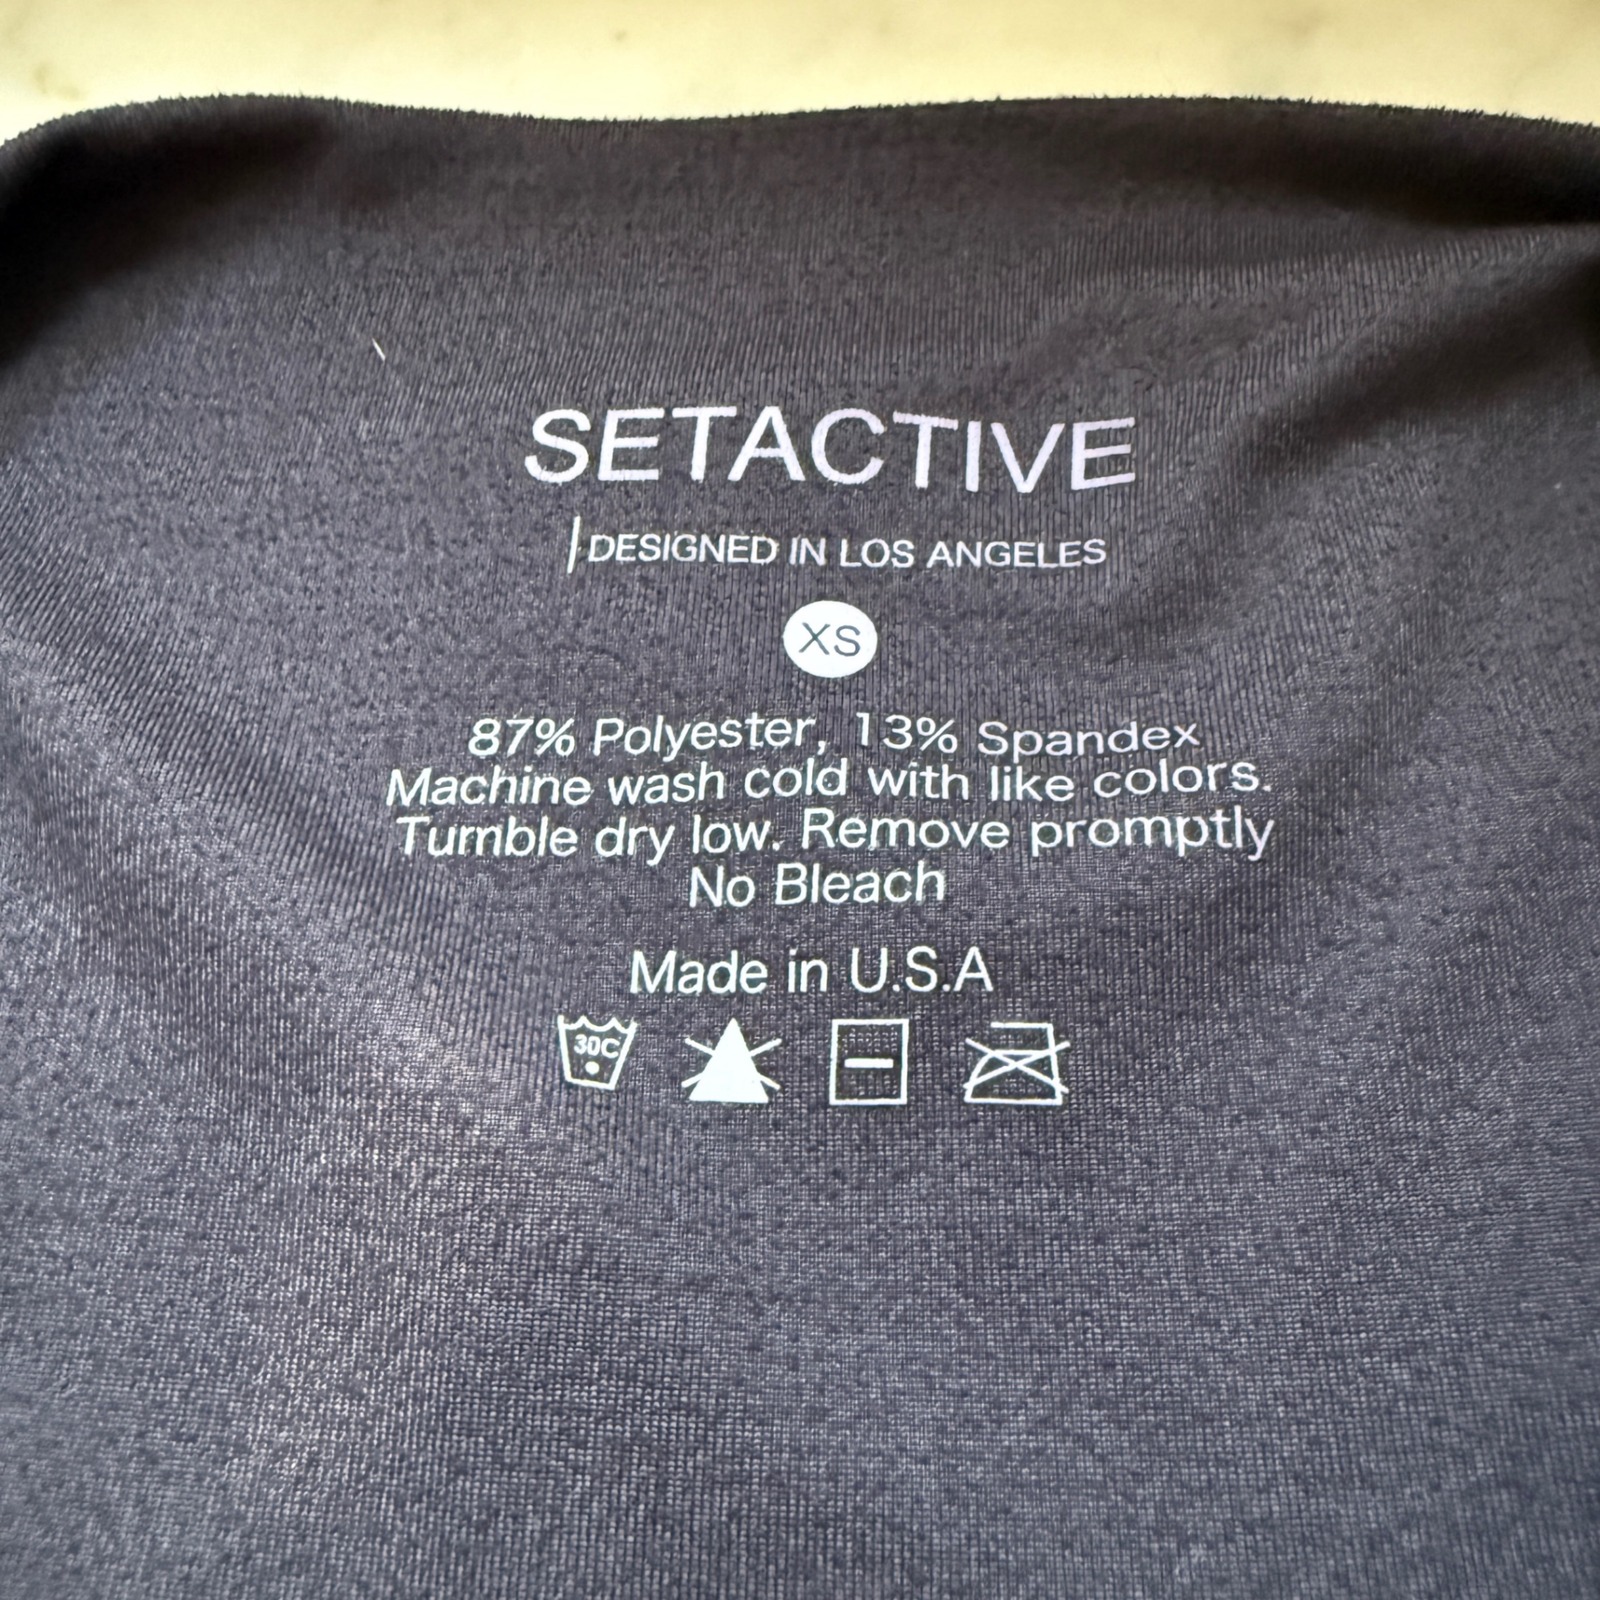 SETACTIVE
DESIGNED IN LOS ANGELES
XS
87% Polyester, 13% Spandex
Machine wash cold with like colors.
Tumble dry low. Remove promptly
No Bleach
Made in U.S.A
30C